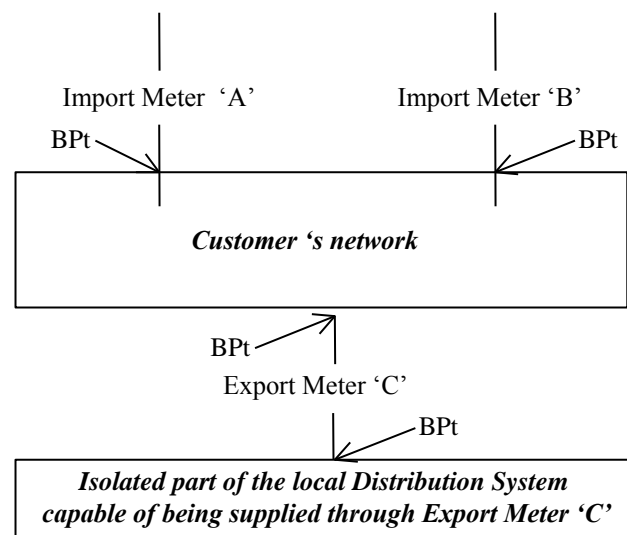 Import Meter ‘A’
Import Meter ‘B’
BPt
BPt
Customer ‘s network
BPt
Export Meter ‘C’
BPt
Isolated part of the local Distribution System
capable of being supplied through Export Meter ‘C’